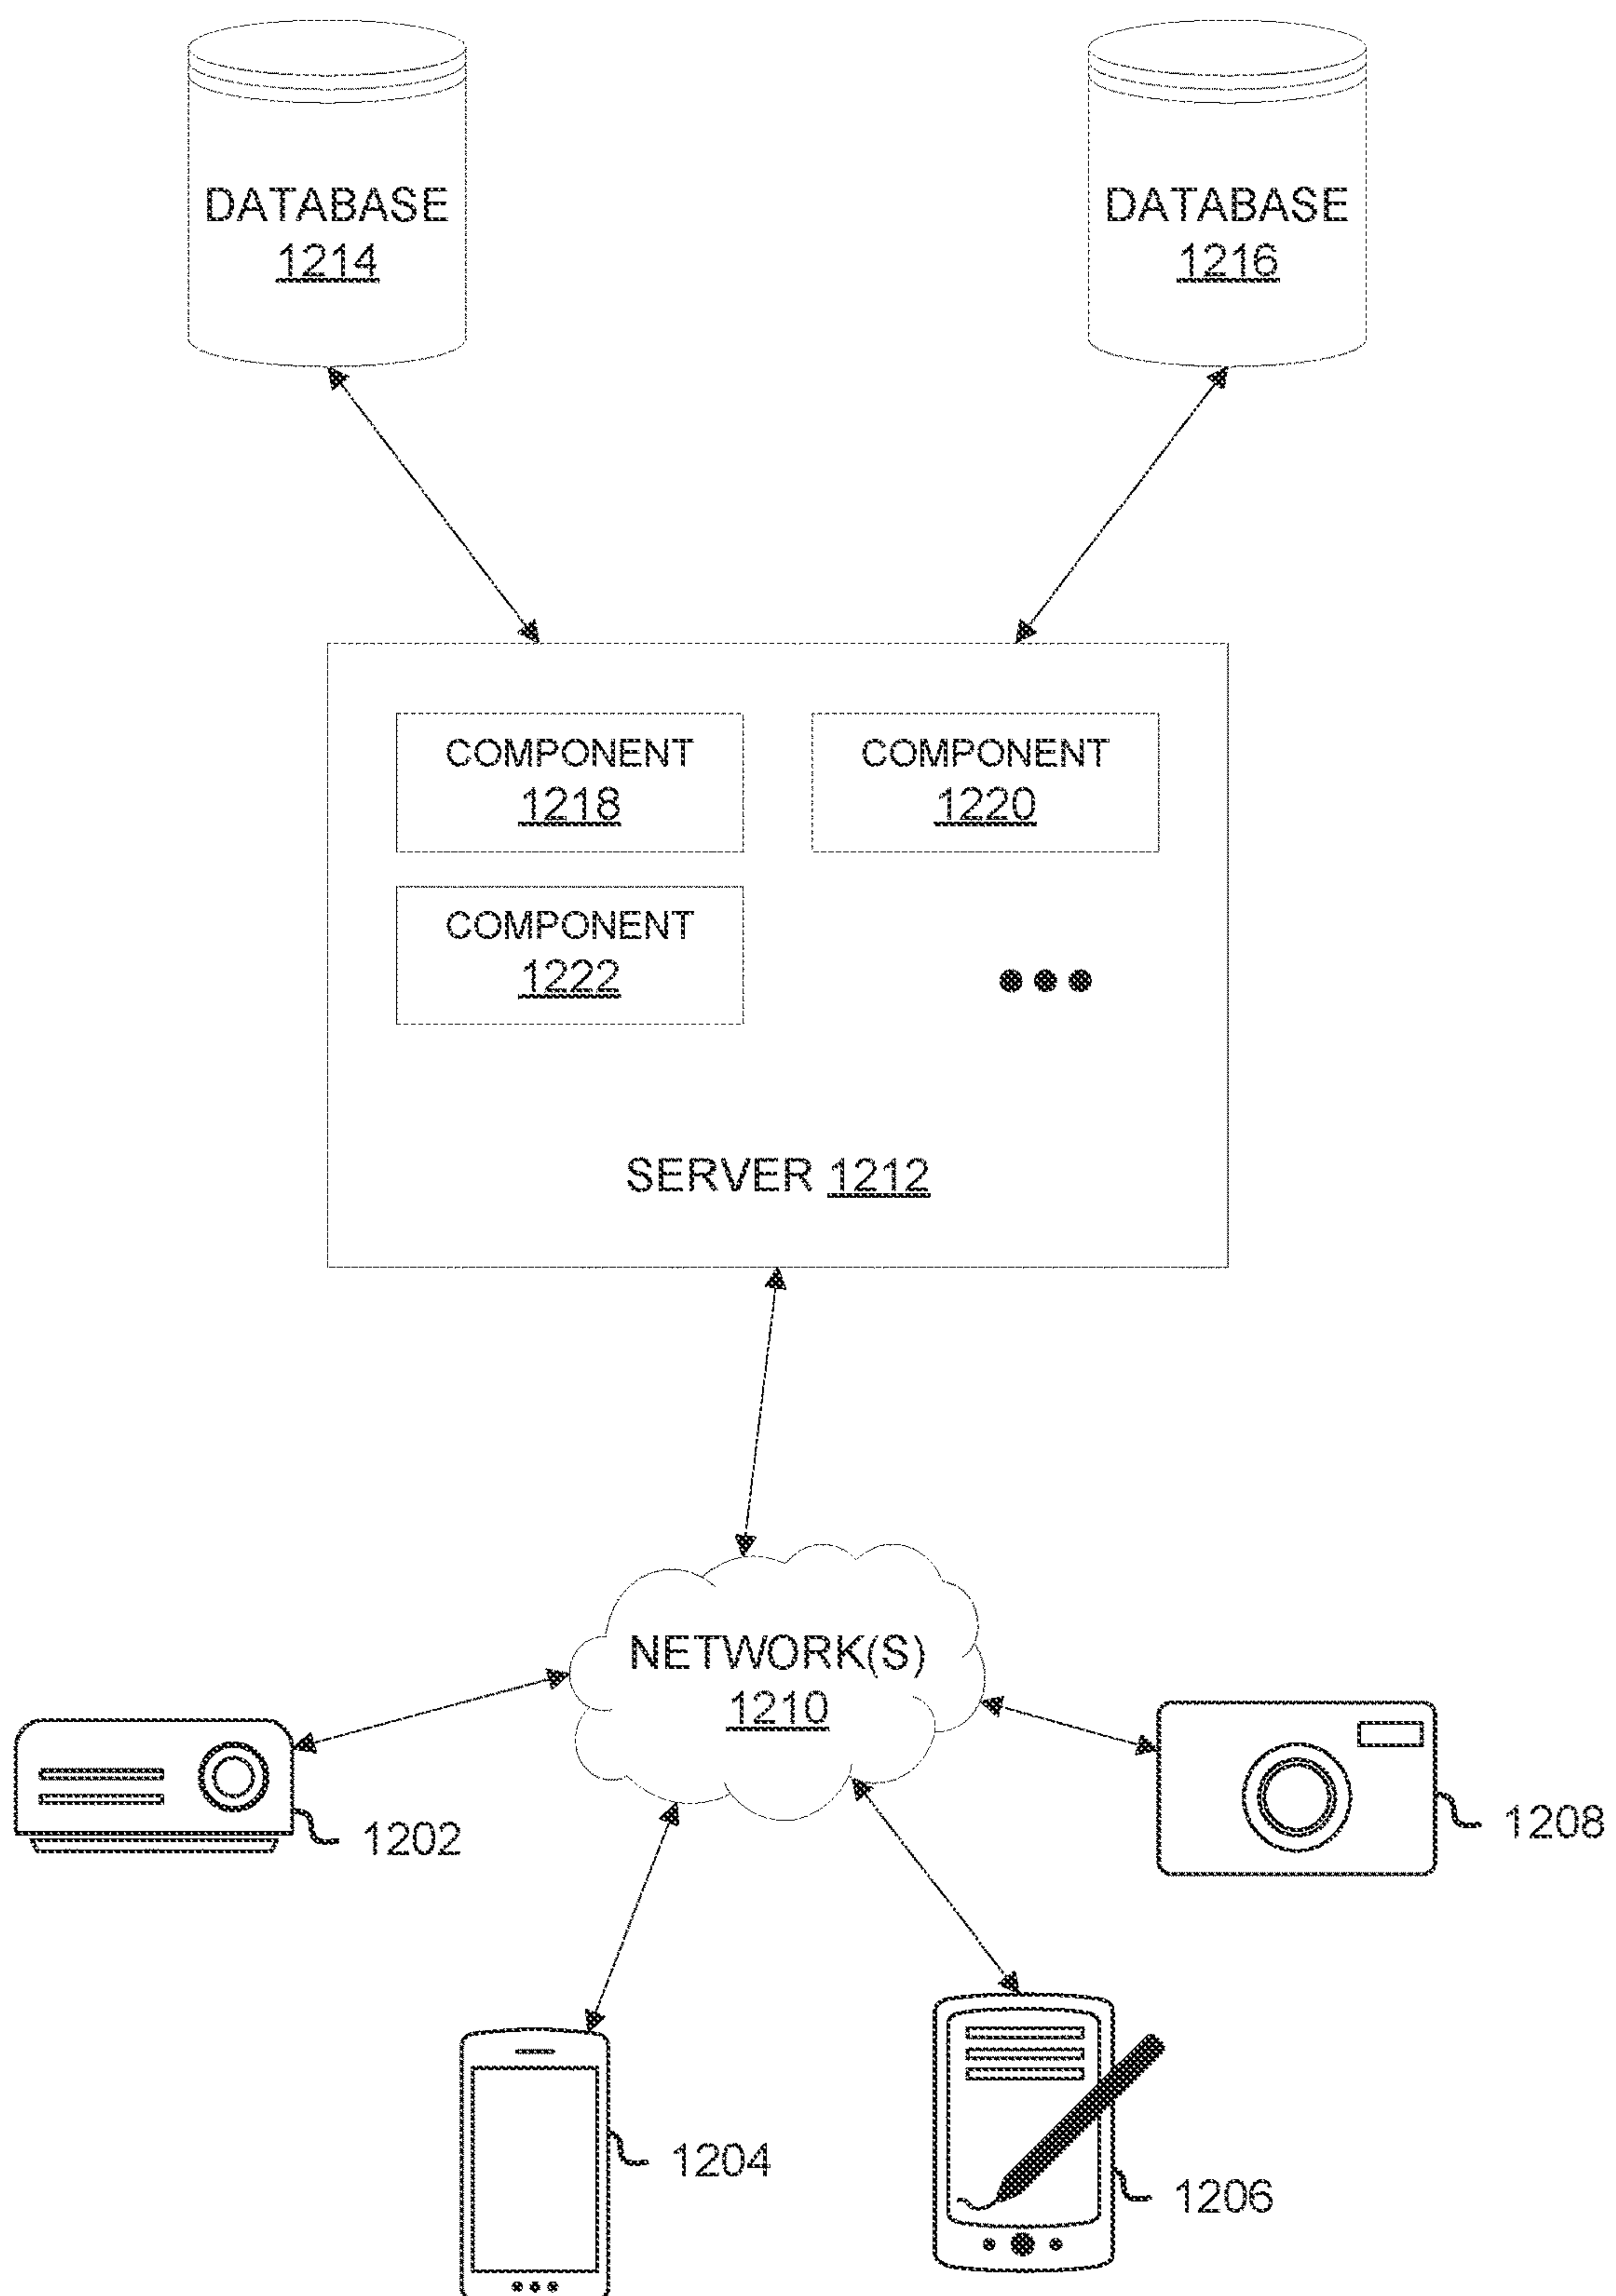 DATABASE
1214
DATABASE
1216
COMPONENT
1218
COMPONENT
1220
COMPONENT
1222
SERVER 1212
NETWORK(S)
1210
1202
1208
1204
1206